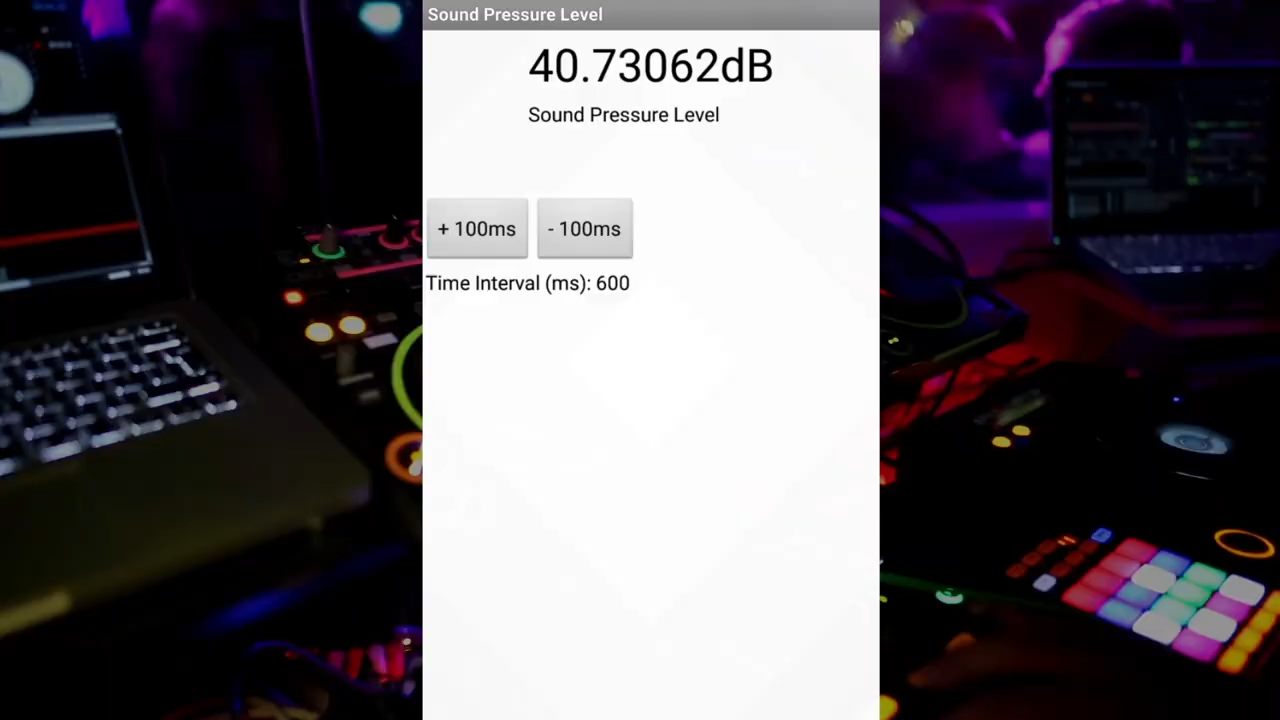 Sound Pressure Level
40.73062dB
Sound Pressure Level
+ 100ms
- 100ms
Time Interval (ms): 600